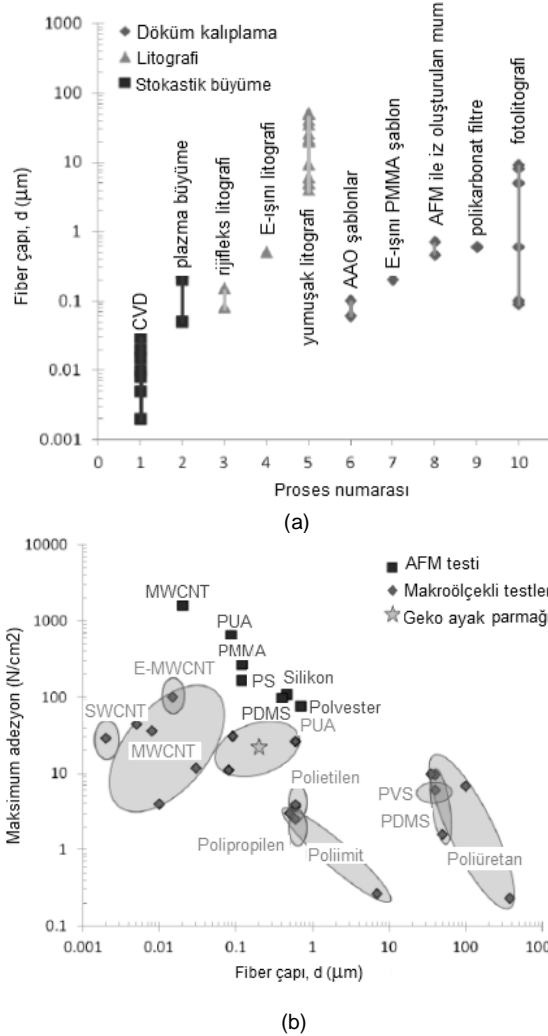 Döküm kalıplama
Litografi
Stokastik büyüme
1000
100
10
1
0.1
0.01
0.001
Fiber çapı, d (µm)
CVD
plazma büyüme
rijifleks litografi
E-ışını litografi
yumuşak litografi
AAO şablonlar
E-ışını PMMA şablon
AFM ile iz oluşturulan mum
polikarbonat filtre
fotolitografi
0 1 2 3 4 5 6 7 8 9 10
Proses numarası
(a)
10000
1000
100
10
1
0.1
Maksimum adezyon (N/cm2)
AFM testi
Makroölçekli testler
Geko ayak parmağı
MWCNT
PUA
PMMA
E-MWCNT
PS
Silikon
SWCNT
PDMS
Polvester
PUA
MWCNT
Polietilen
PVS
PDMS
Polipropilen
Poliimit
Poliüretan
0.001 0.01 0.1 1 10 100 1000
Fiber çapı, d (µm)
(b)